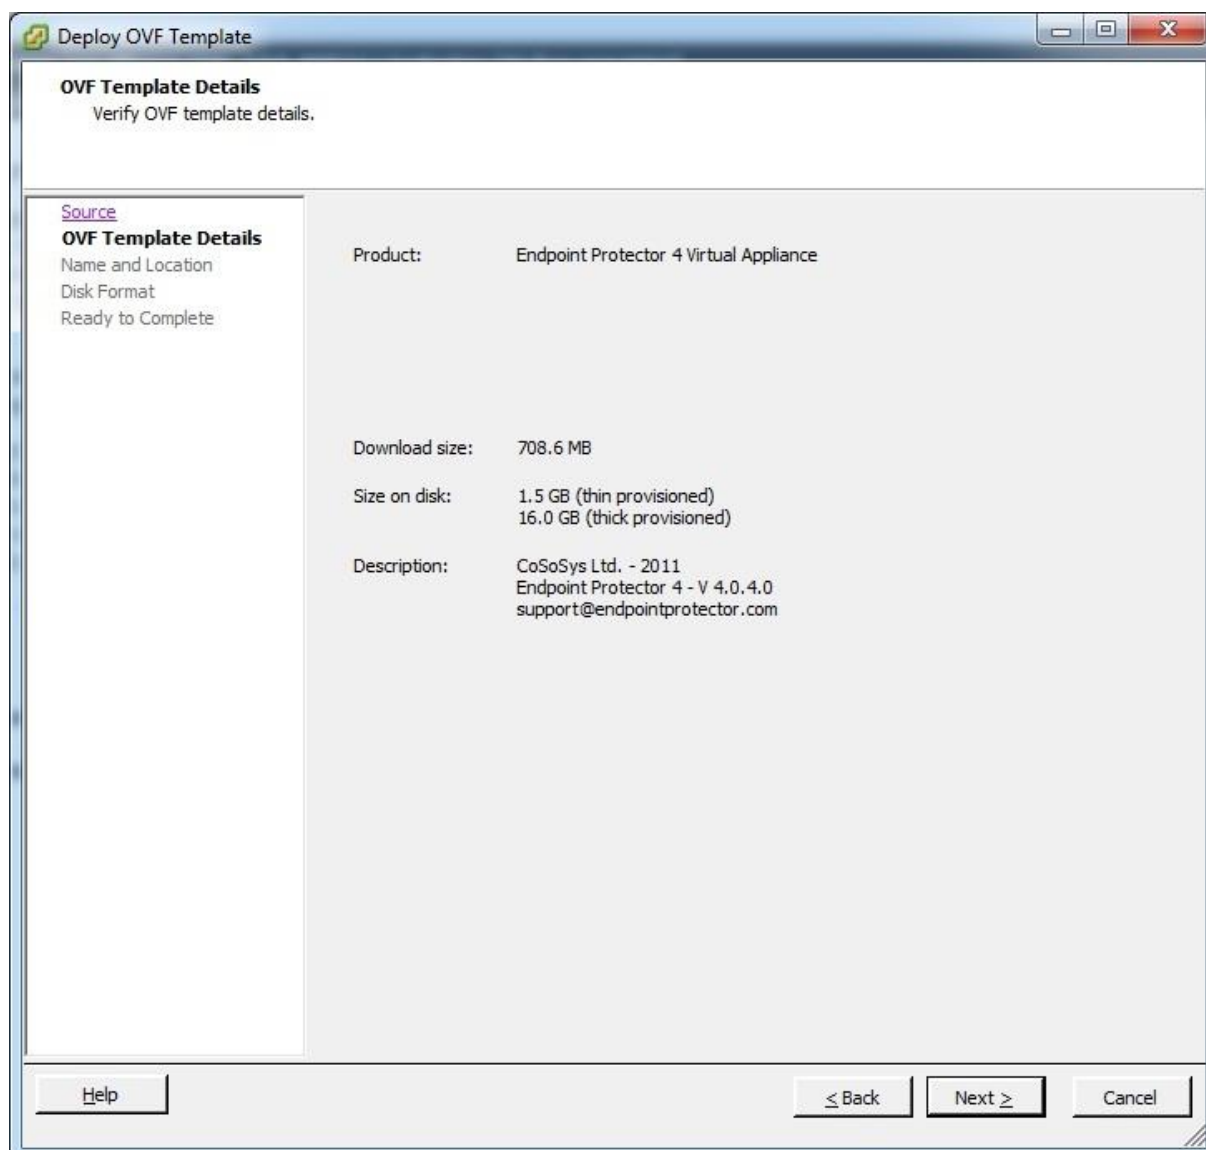 Deploy OVF Template
OVF Template Details
Verify OVF template details.
Source
OVF Template Details
Name and Location
Disk Format
Ready to Complete
Product: Endpoint Protector 4 Virtual Appliance
Download size: 708.6 MB
Size on disk: 1.5 GB (thin provisioned)
16.0 GB (thick provisioned)
Description: CoSoSys Ltd. - 2011
Endpoint Protector 4 - V 4.0.4.0
support@endpointprotector.com
Help
< Back
Next >
Cancel